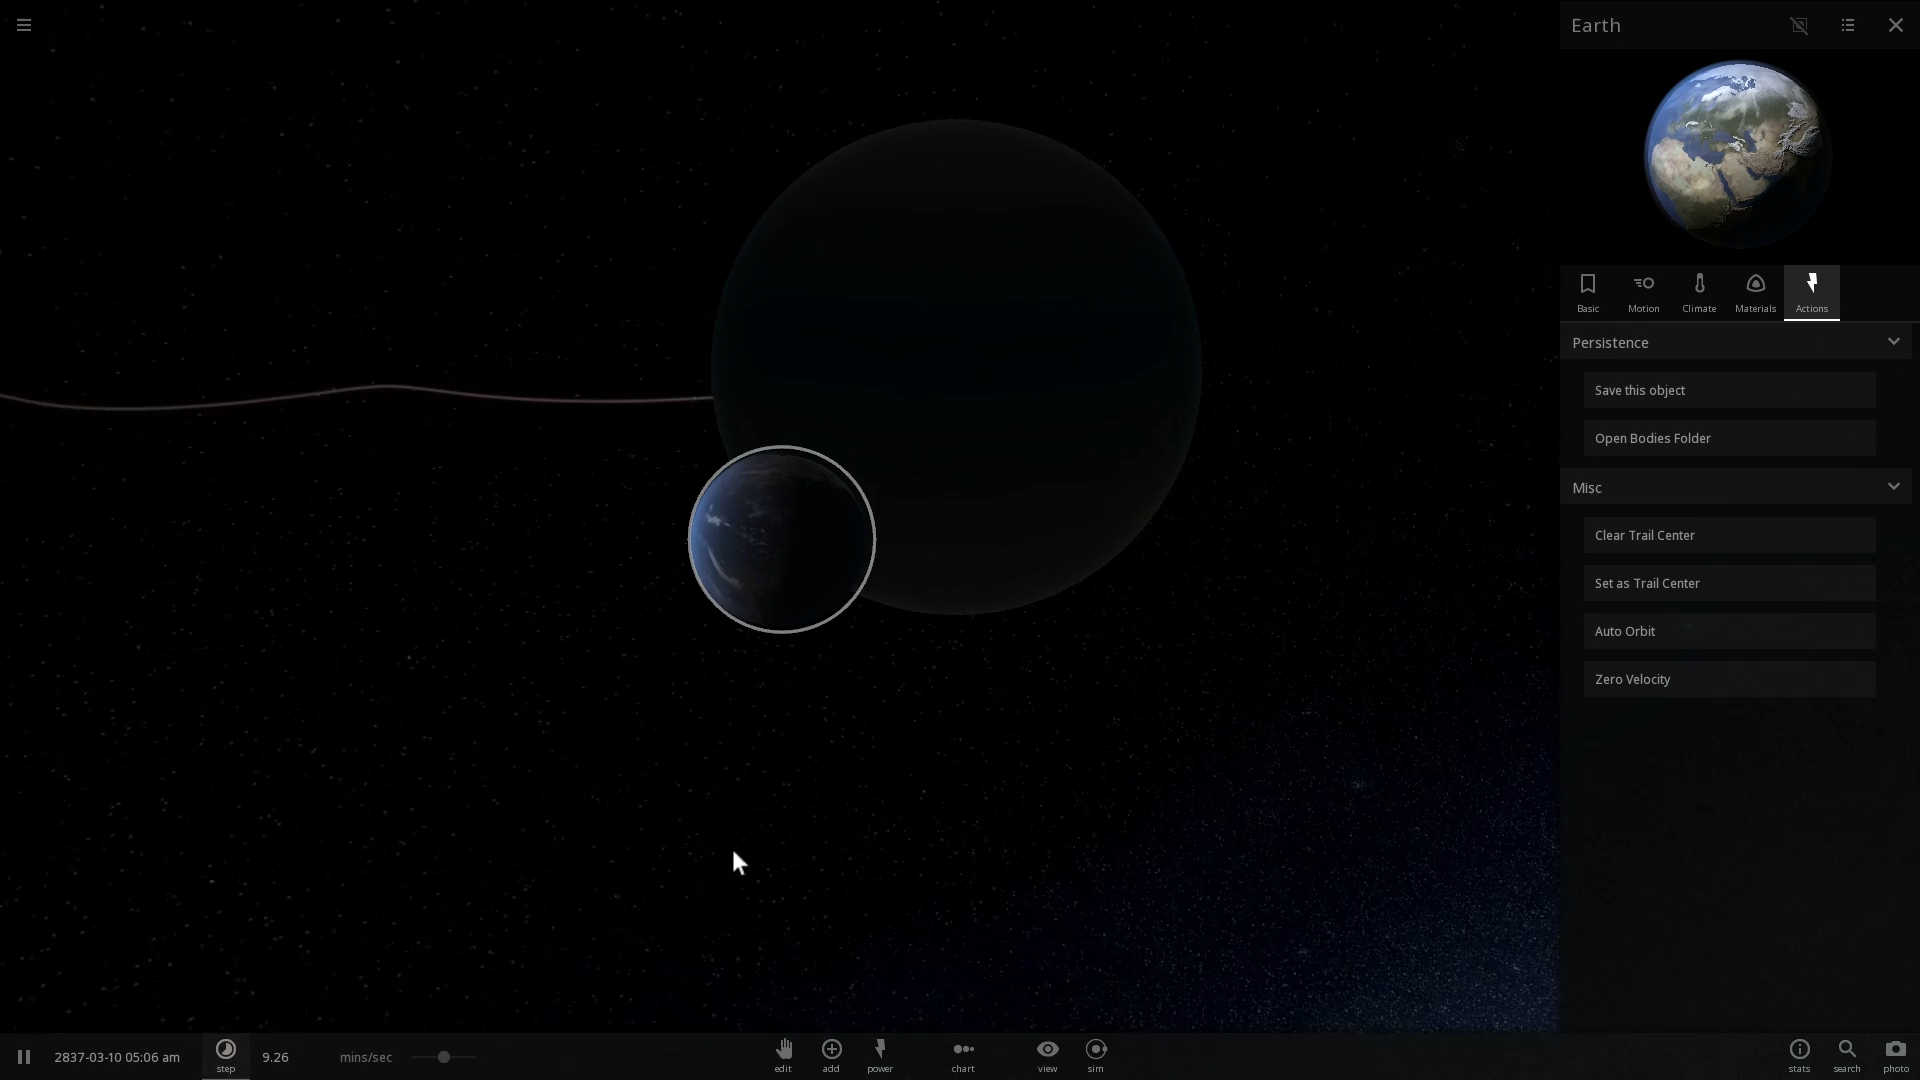 Earth
Basic
Motion
Climate
Materials
Actions
Persistence
Save this object
Open Bodies Folder
Misc
Clear Trail Center
Set as Trail Center
Auto Orbit
Zero Velocity
2837-03-10 05:06 am
step
9.26
mins/sec
edit
add
power
chart
view
sim
stats
search
photo